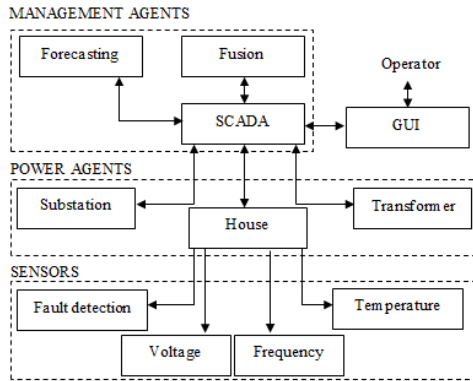 MANAGEMENT AGENTS
Forecasting
Fusion
Operator
SCADA
GUI
POWER AGENTS
Substation
Transformer
House
SENSORS
Fault detection
Temperature
Voltage
Frequency